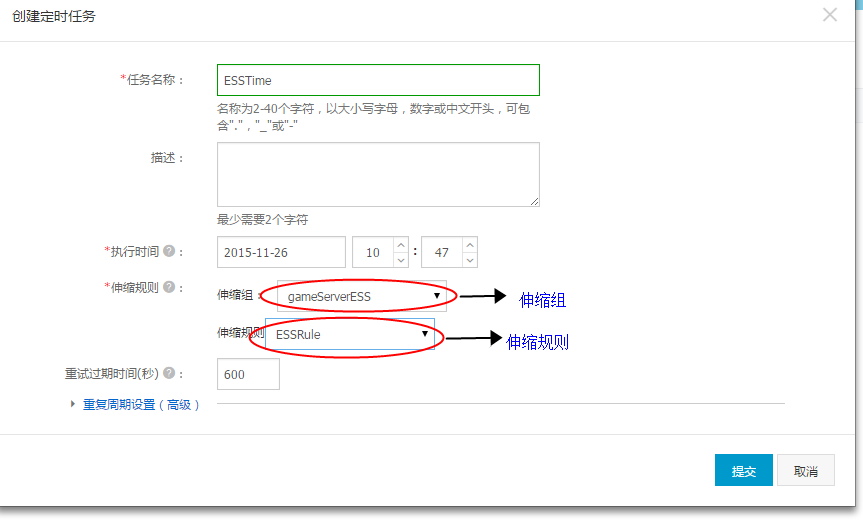 创建定时任务
*任务名称：
ESSTime
名称为2-40个字符，以大小写字母，数字或中文开头，可包
含"."，"_"或"-"
描述：
最少需要2个字符
*执行时间 ?：
2015-11-26 10 : 47
*伸缩规则 ?：
伸缩组： gameServerESS 伸缩组
伸缩规则 ESSRule 伸缩规则
重试过期时间(秒) ?：
600
重复周期设置（高级）
提交 取消